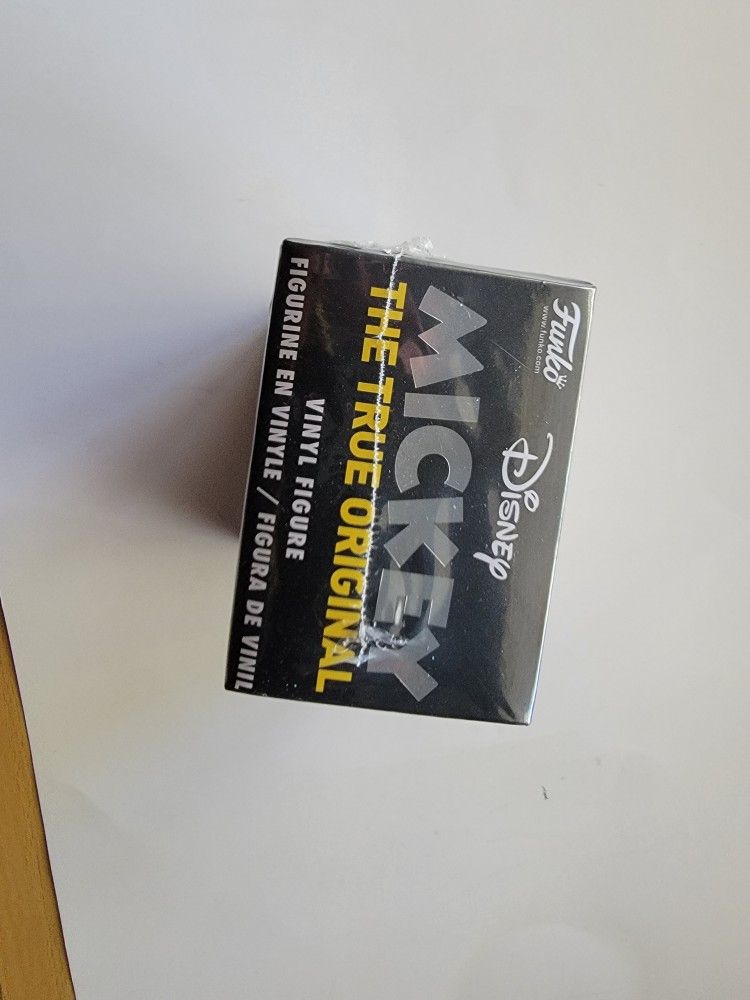 Funko
www.funko.com
Disney
MICKEY
THE TRUE ORIGINAL
VINYL FIGURE
FIGURINE EN VINYLE / FIGURA DE VINIL